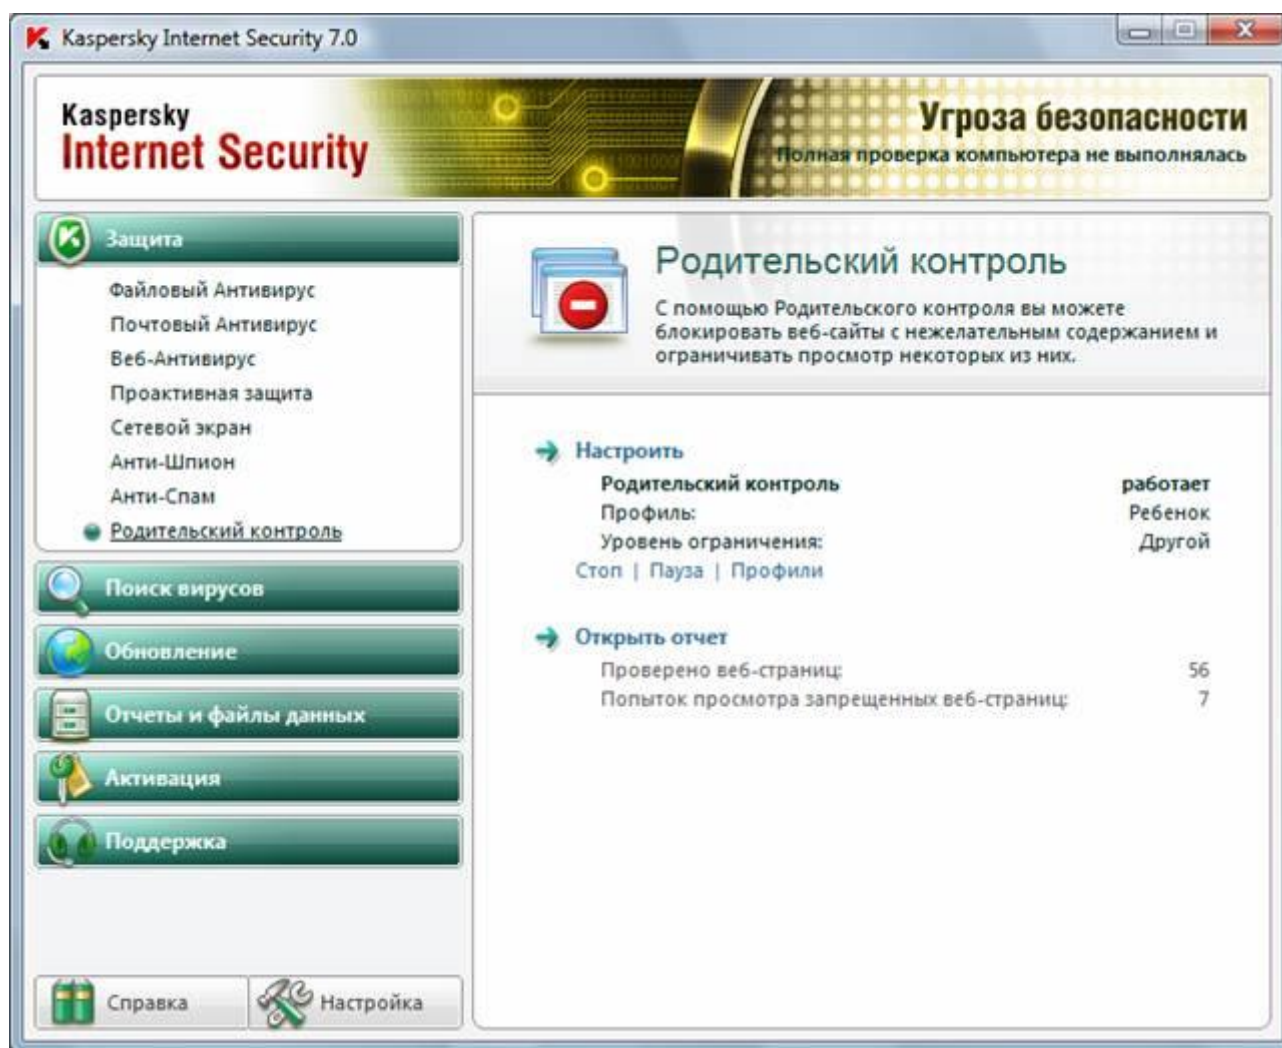 Kaspersky Internet Security 7.0
Kaspersky
Internet Security
Угроза безопасности
Полная проверка компьютера не выполнялась
Защита
Файловый Антивирус
Почтовый Антивирус
Веб-Антивирус
Проактивная защита
Сетевой экран
Анти-Шпион
Анти-Спам
Родительский контроль
Поиск вирусов
Обновление
Отчеты и файлы данных
Активация
Поддержка
Справка
Настройка
Родительский контроль
С помощью Родительского контроля вы можете
блокировать веб-сайты с нежелательным содержанием и
ограничивать просмотр некоторых из них.
Настроить
Родительский контроль работает
Профиль: Ребенок
Уровень ограничения: Другой
Стоп | Пауза | Профили
Открыть отчет
Проверено веб-страниц: 56
Попыток просмотра запрещенных веб-страниц: 7